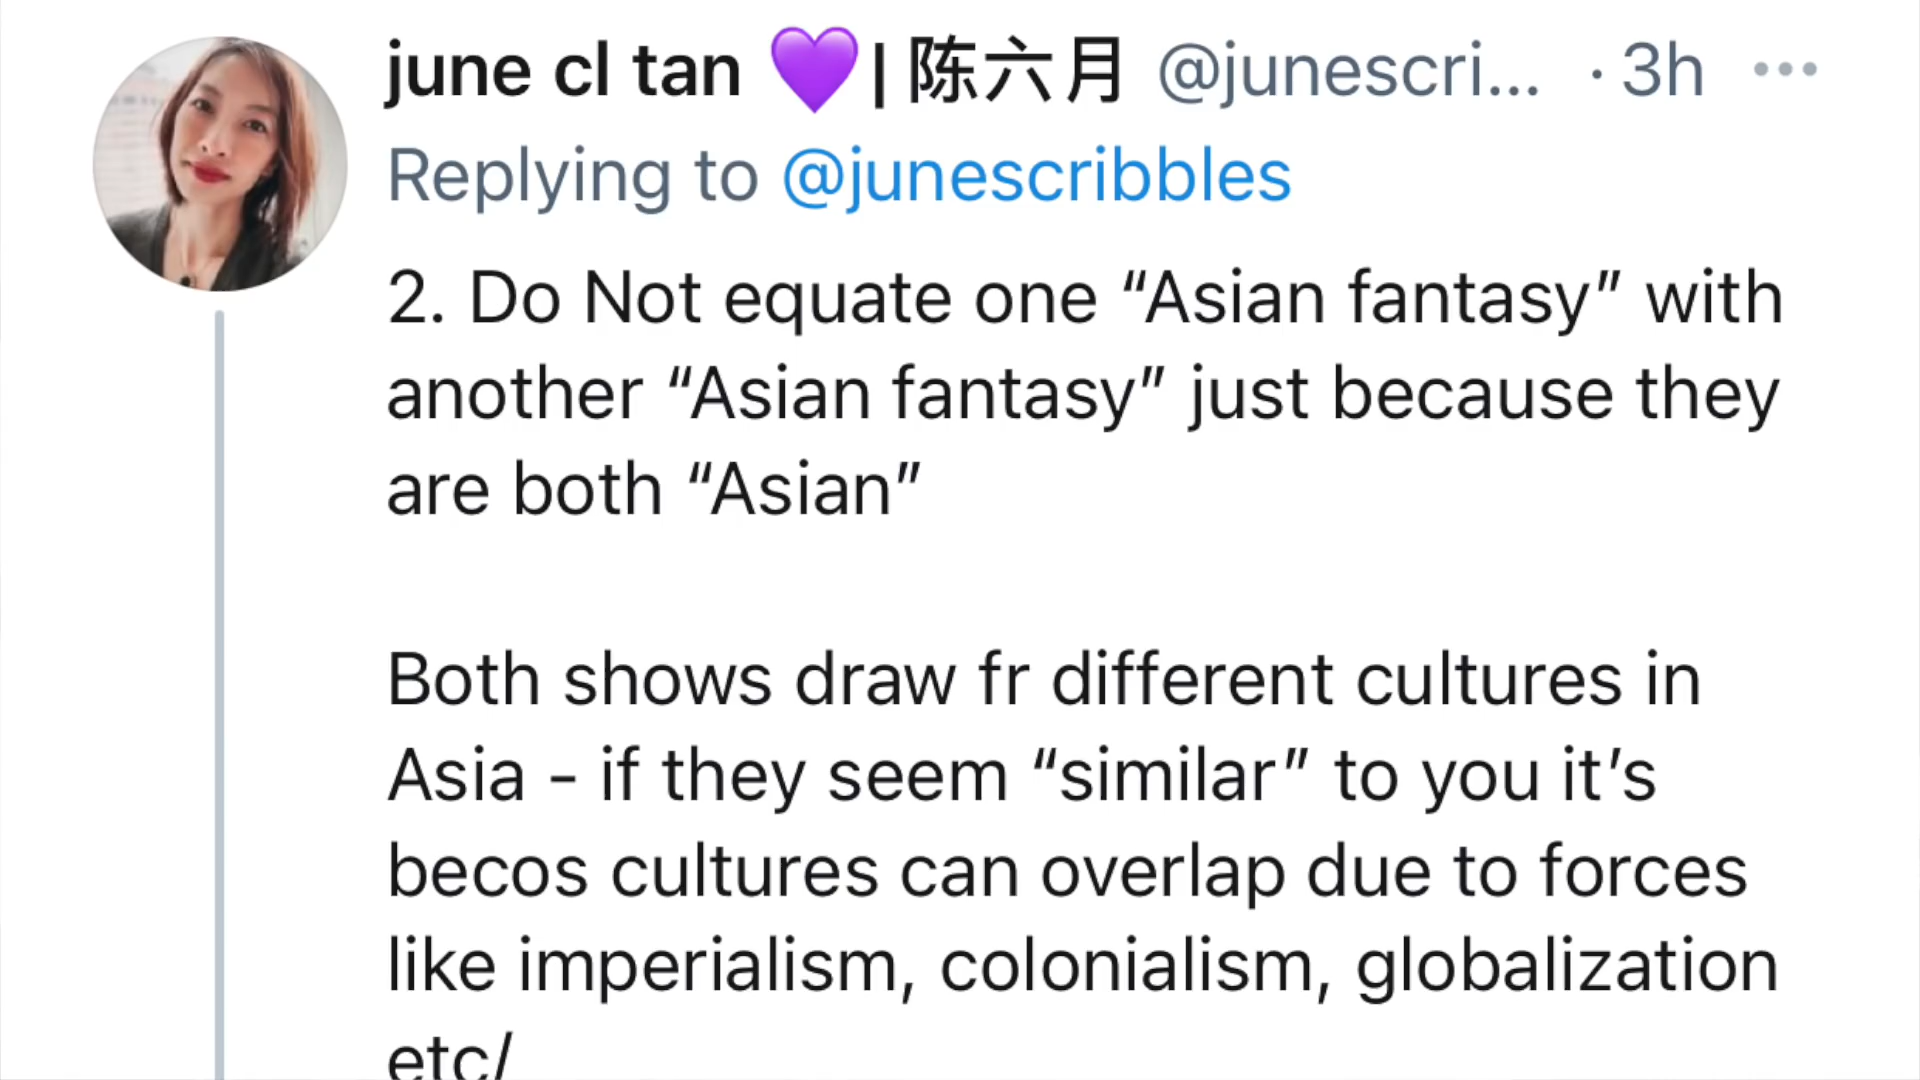 june cl tan 💜| 陈六月 @junescri... · 3h
Replying to @junescribbles
2. Do Not equate one “Asian fantasy” with
another “Asian fantasy” just because they
are both “Asian”
Both shows draw fr different cultures in
Asia - if they seem “similar” to you it’s
becos cultures can overlap due to forces
like imperialism, colonialism, globalization
etc/